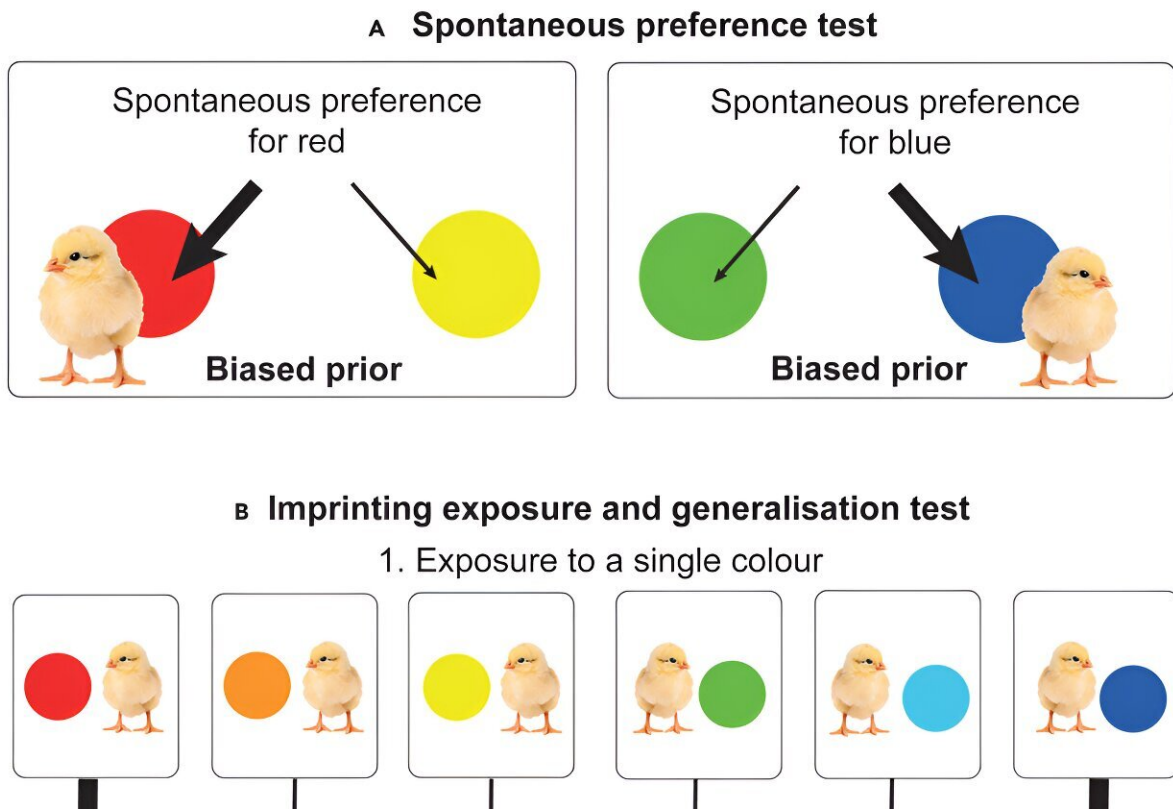 A Spontaneous preference test
Spontaneous preference
for red
Biased prior
Spontaneous preference
for blue
Biased prior
B Imprinting exposure and generalisation test
1. Exposure to a single colour